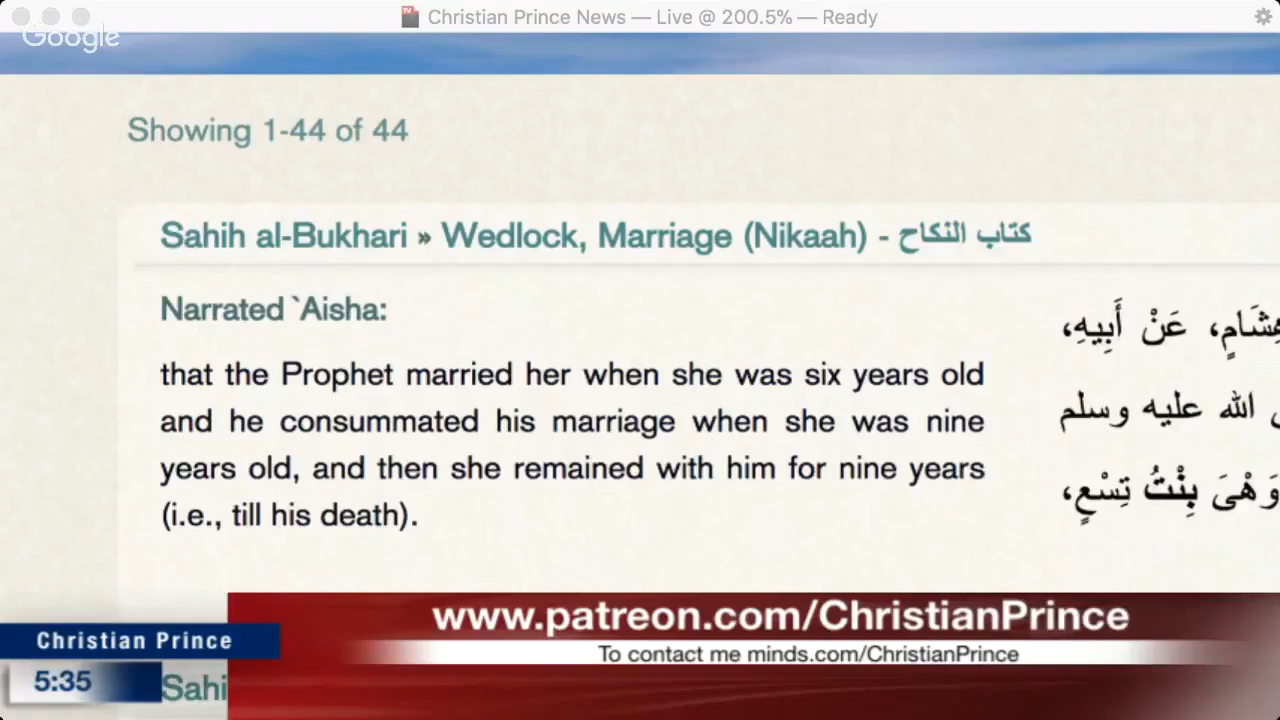 Christian Prince News — Live @ 200.5% — Ready
Google
Showing 1-44 of 44
Sahih al-Bukhari » Wedlock, Marriage (Nikaah) - كتاب النكاح
Narrated `Aisha:
that the Prophet married her when she was six years old
and he consummated his marriage when she was nine
years old, and then she remained with him for nine years
(i.e., till his death).
هِشَامٍ، عَنْ أَبِيهِ،
الله عليه وسلم
وَهْىَ بِنْتُ تِسْعٍ،
www.patreon.com/ChristianPrince
To contact me minds.com/ChristianPrince
Christian Prince
5:35
Sahi